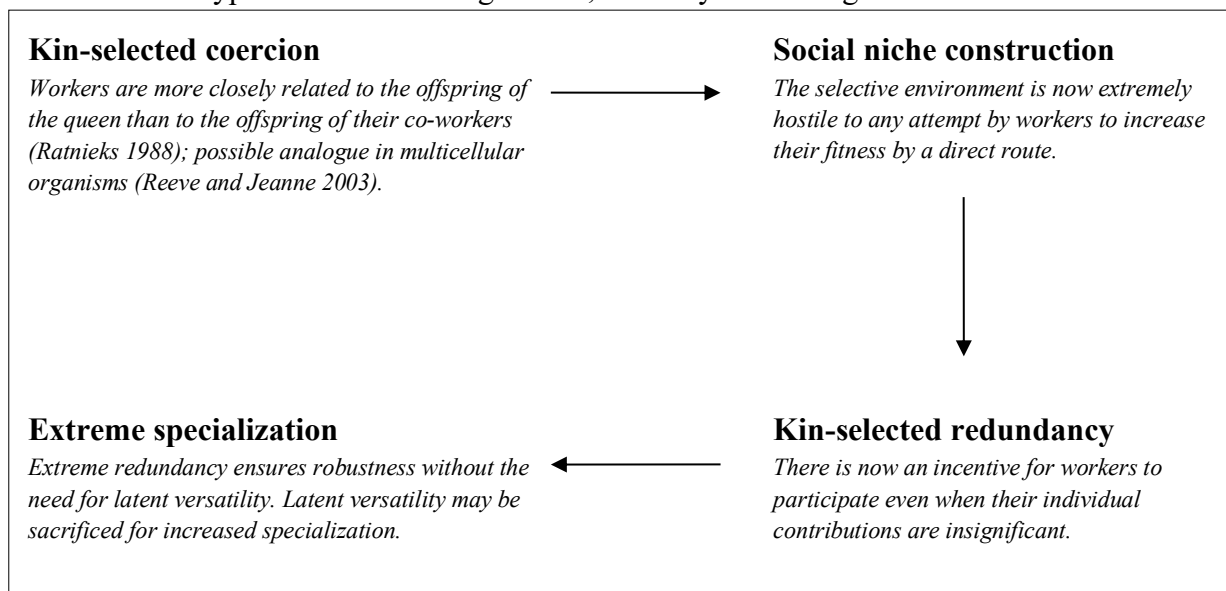 Kin-selected coercion
Workers are more closely related to the offspring of
the queen than to the offspring of their co-workers
(Ratnieks 1988); possible analogue in multicellular
organisms (Reeve and Jeanne 2003).
Social niche construction
The selective environment is now extremely
hostile to any attempt by workers to increase
their fitness by a direct route.
Kin-selected redundancy
There is now an incentive for workers to
participate even when their individual
contributions are insignificant.
Extreme specialization
Extreme redundancy ensures robustness without the
need for latent versatility. Latent versatility may be
sacrificed for increased specialization.